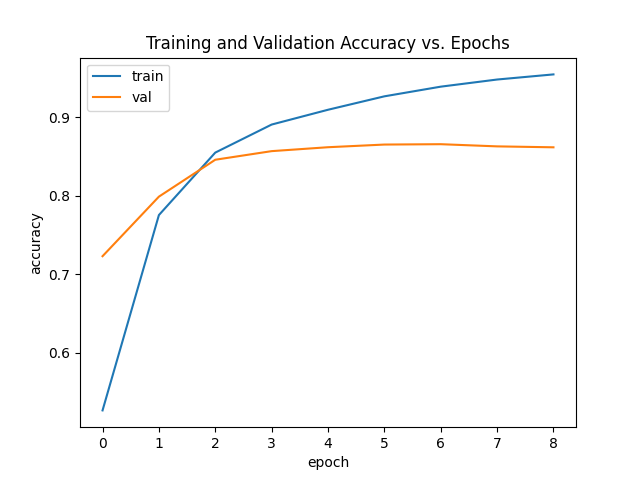 Training and Validation Accuracy vs. Epochs
train
val
0.9
0.8
0.7
0.6
accuracy
0 1 2 3 4 5 6 7 8
epoch